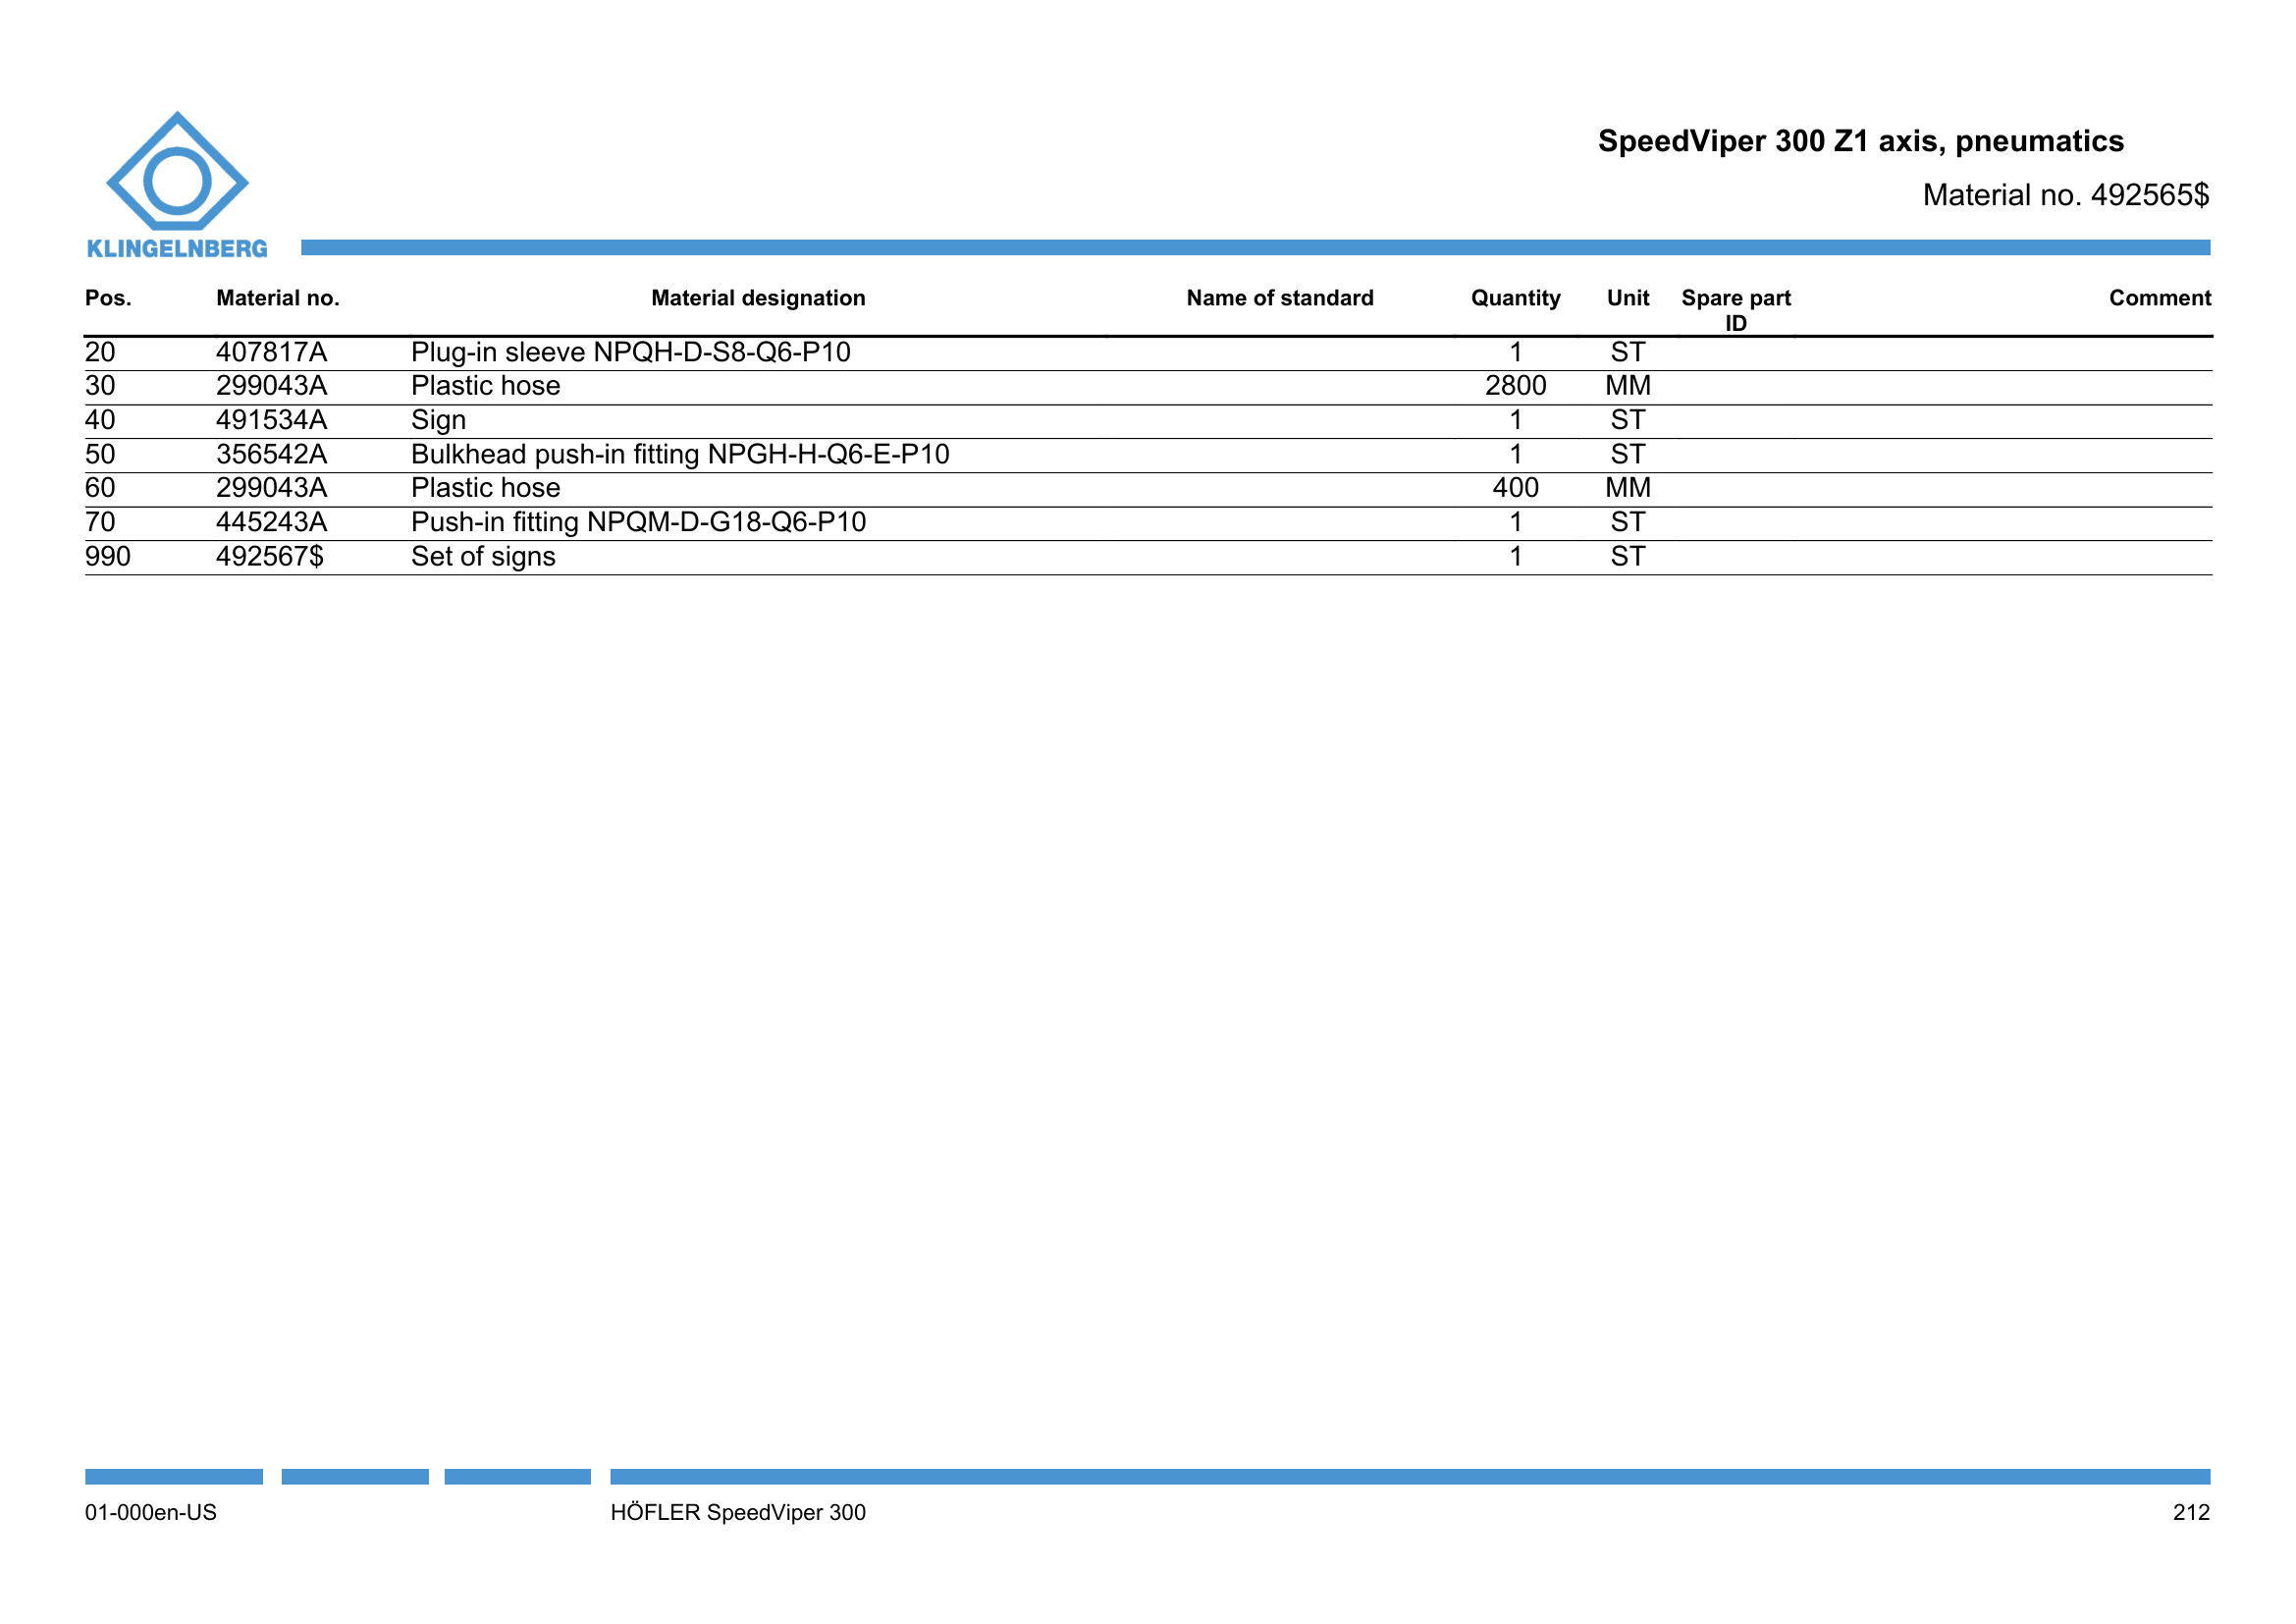 SpeedViper 300 Z1 axis, pneumatics
Material no. 492565$
KLINGELNBERG
Pos. Material no. Material designation Name of standard Quantity Unit Spare part ID Comment
20 407817A Plug-in sleeve NPQH-D-S8-Q6-P10 1 ST
30 299043A Plastic hose 2800 MM
40 491534A Sign 1 ST
50 356542A Bulkhead push-in fitting NPGH-H-Q6-E-P10 1 ST
60 299043A Plastic hose 400 MM
70 445243A Push-in fitting NPQM-D-G18-Q6-P10 1 ST
990 492567$ Set of signs 1 ST
01-000en-US HÖFLER SpeedViper 300 212